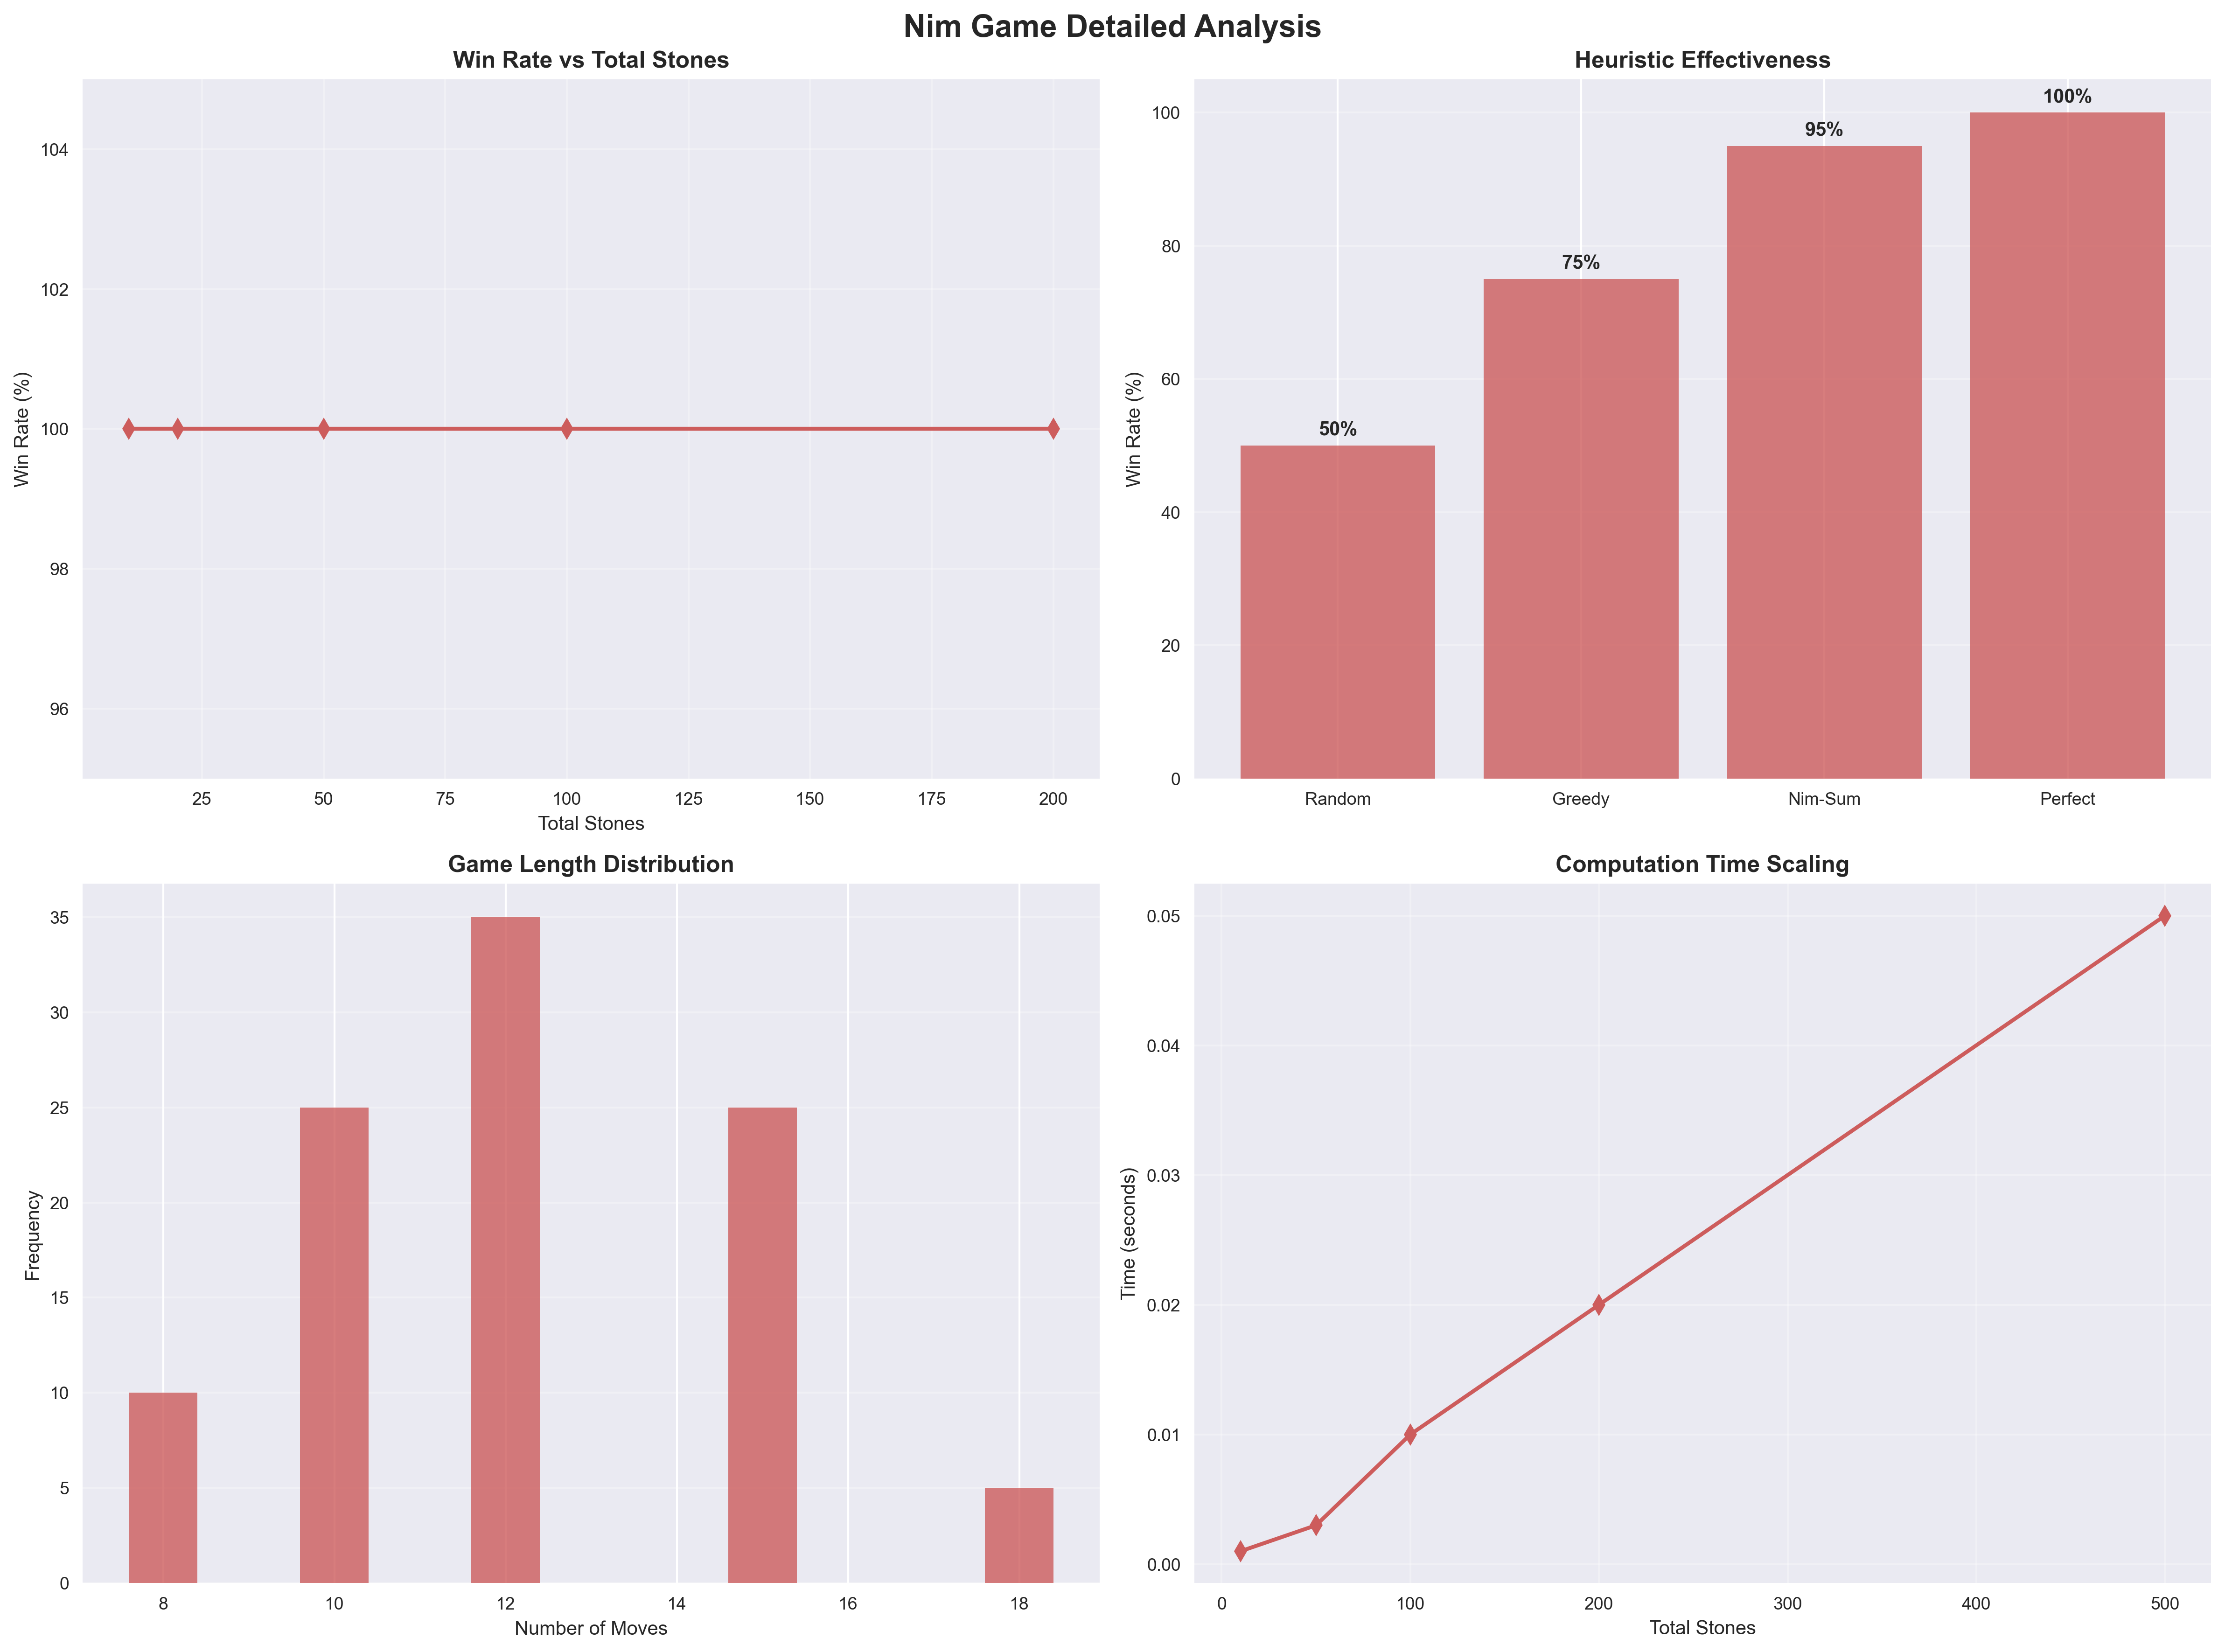 Nim Game Detailed Analysis
Win Rate vs Total Stones
Win Rate (%)
104
102
100
98
96
25 50 75 100 125 150 175 200
Total Stones
Heuristic Effectiveness
Win Rate (%)
100
80
60
40
20
0
50%
75%
95%
100%
Random Greedy Nim-Sum Perfect
Game Length Distribution
Frequency
35
30
25
20
15
10
5
0
8 10 12 14 16 18
Number of Moves
Computation Time Scaling
Time (seconds)
0.05
0.04
0.03
0.02
0.01
0.00
0 100 200 300 400 500
Total Stones